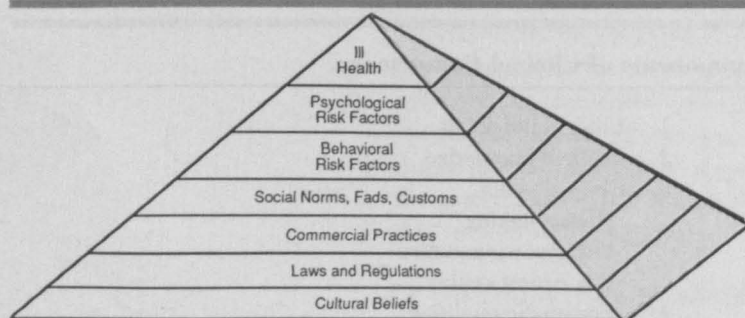 Ill
Health
Psychological
Risk Factors
Behavioral
Risk Factors
Social Norms, Fads, Customs
Commercial Practices
Laws and Regulations
Cultural Beliefs